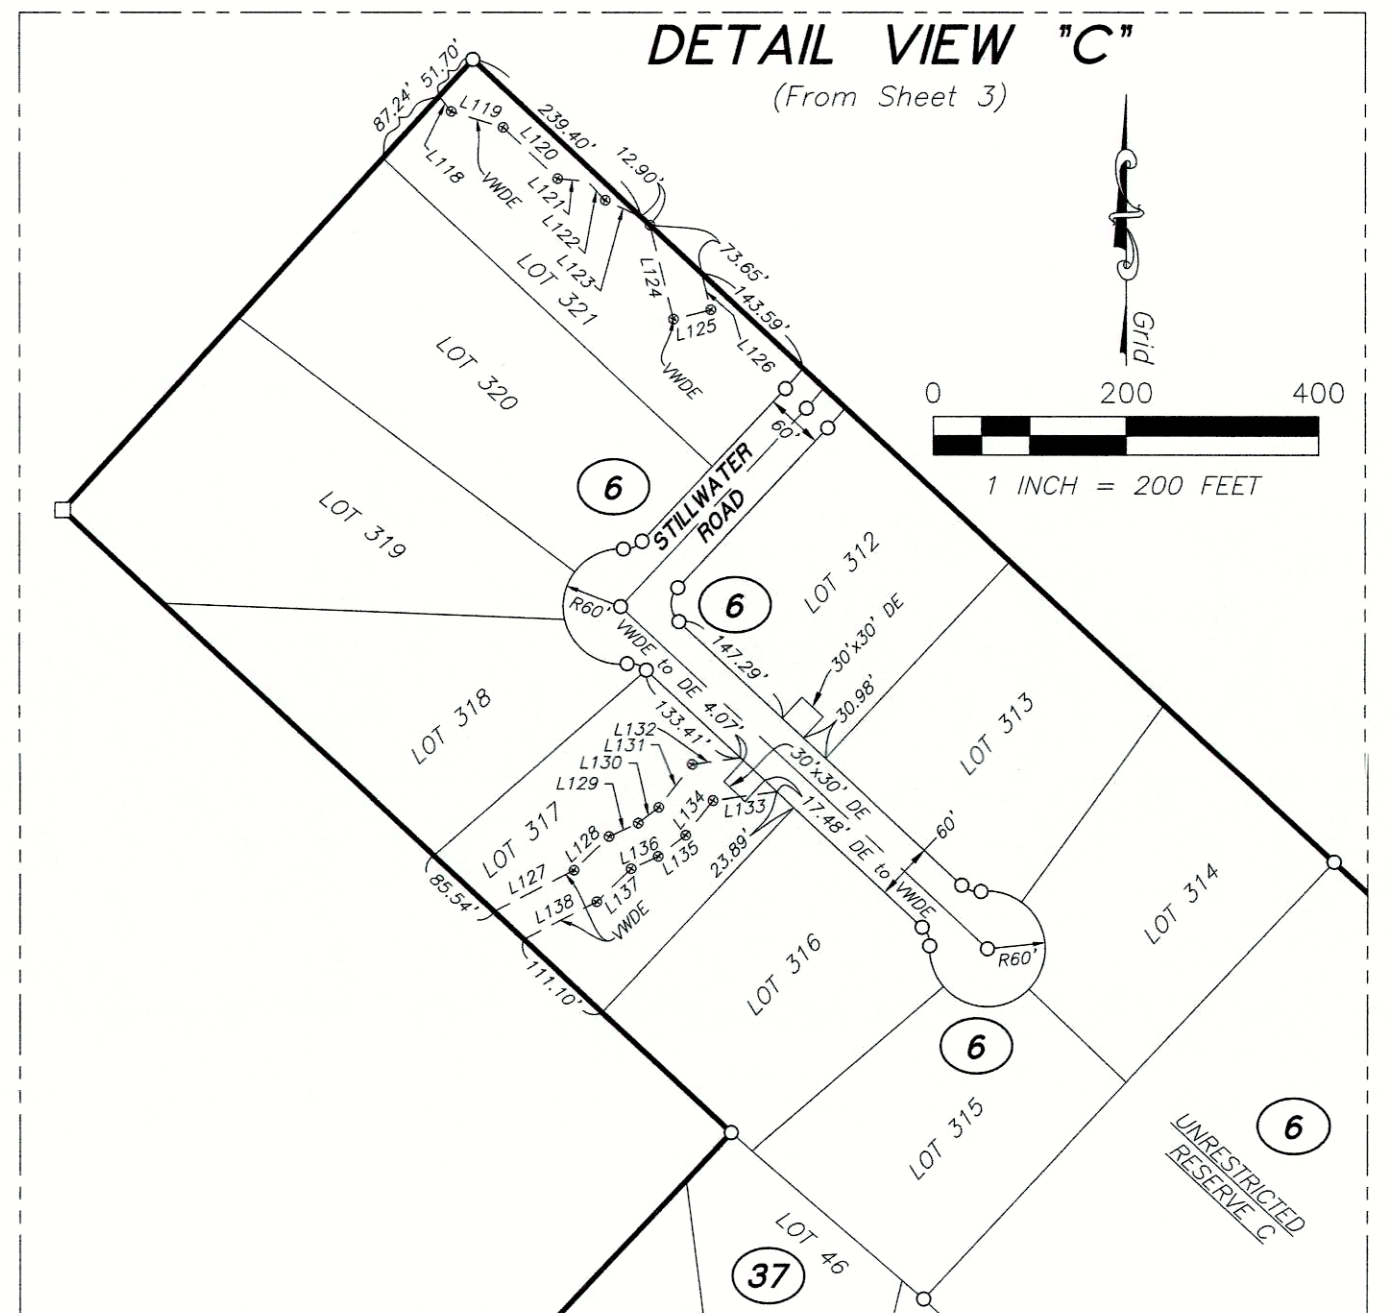 DETAIL VIEW "C"
(From Sheet 3)
51.70'
87.24'
L119
239.40'
L120
12.90'
L118
VWDE
L121
L122
L123
L124
73.65'
143.59'
L125
L126
VWDE
LOT 321
Grid
0 200 400
1 INCH = 200 FEET
LOT 320
60'
6
STILLWATER
ROAD
LOT 319
LOT 312
R60'
6
VWDE to DE
147.29'
30'x30' DE
30.98'
LOT 318
133.41'
4.07'
LOT 313
L132
L131
L130
L129
30'x30' DE
L134
L133
17.48'
DE to VWDE
60'
LOT 317
L128
L136
L135
23.89'
L127
L137
85.54'
L138
VWDE
LOT 314
LOT 316
R60'
111.10'
6
LOT 315
6
UNRESTRICTED
RESERVE C
LOT 46
37